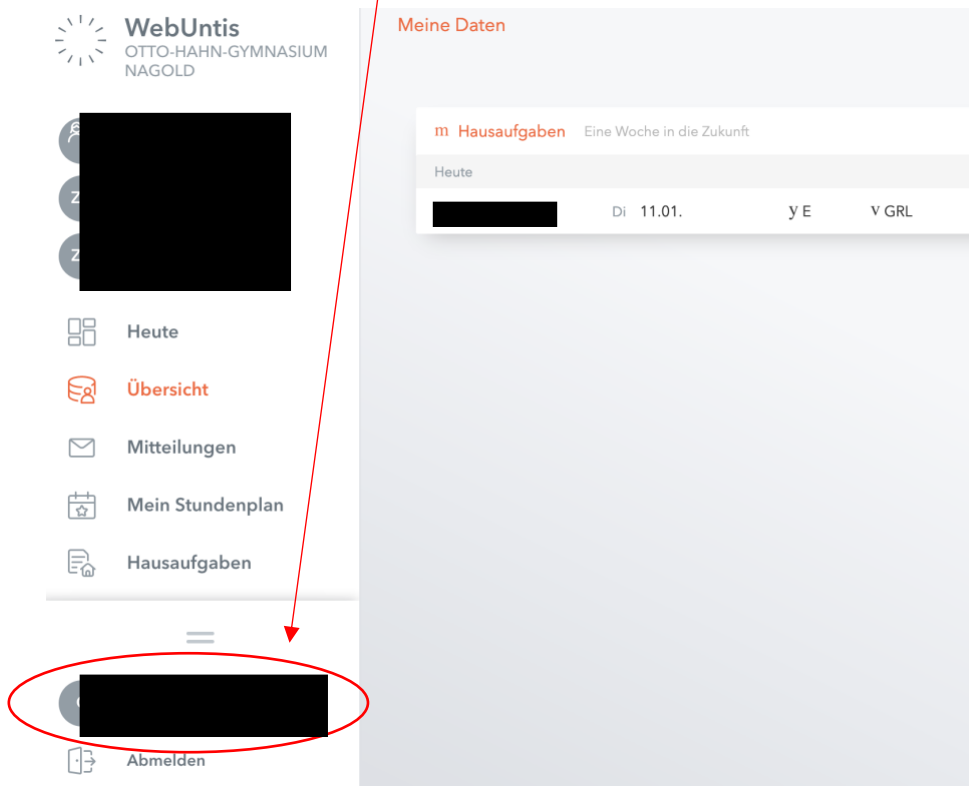 WebUntis
OTTO-HAHN-GYMNASIUM
NAGOLD
Z
Z
Heute
Übersicht
Mitteilungen
Mein Stundenplan
Hausaufgaben
Abmelden
Meine Daten
m Hausaufgaben Eine Woche in die Zukunft
Heute
Di 11.01. y E v GRL